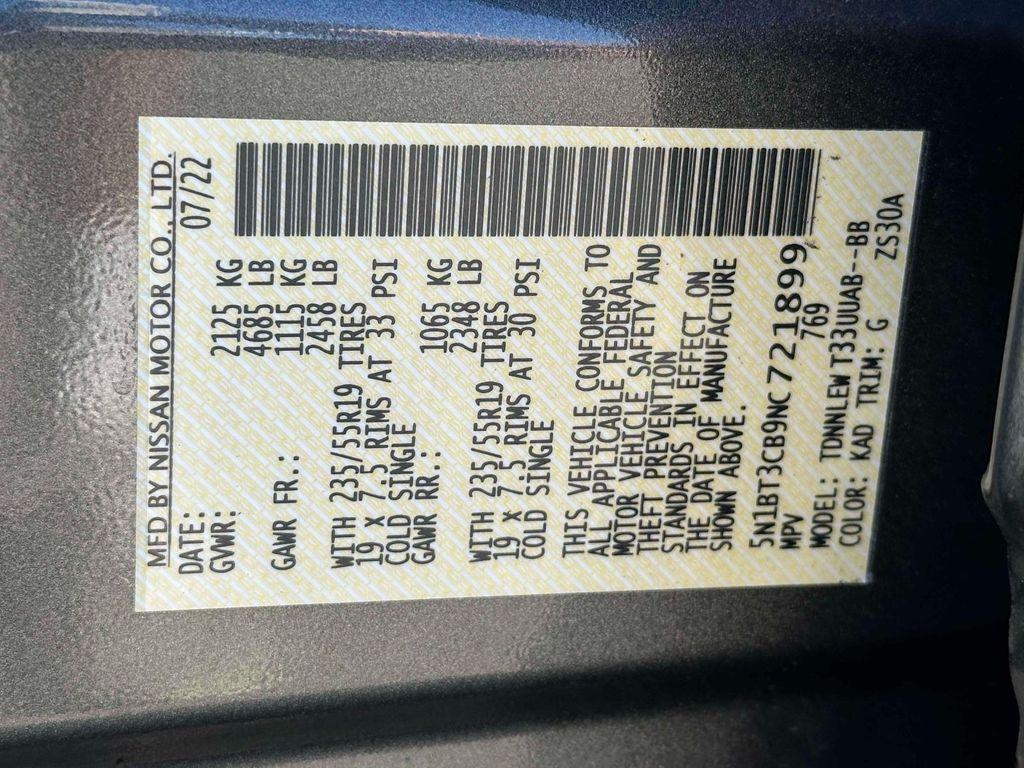 MFD BY NISSAN MOTOR CO., LTD.
DATE: 07/22
GVWR: 2125 KG
4685 LB
GAWR FR.: 1115 KG
2458 LB
WITH 235/55R19 TIRES
19 X 7.5 RIMS AT 33 PSI
COLD SINGLE
GAWR RR.: 1065 KG
2348 LB
WITH 235/55R19 TIRES
19 X 7.5 RIMS AT 30 PSI
COLD SINGLE
THIS VEHICLE CONFORMS TO
ALL APPLICABLE FEDERAL
MOTOR VEHICLE SAFETY AND
THEFT PREVENTION
STANDARDS IN EFFECT ON
THE DATE OF MANUFACTURE
SHOWN ABOVE.
5N1BT3CB9NC721899
MPV 769
MODEL: TDNNLEWT33UUAB--BB
COLOR: KAD TRIM: G ZS30A